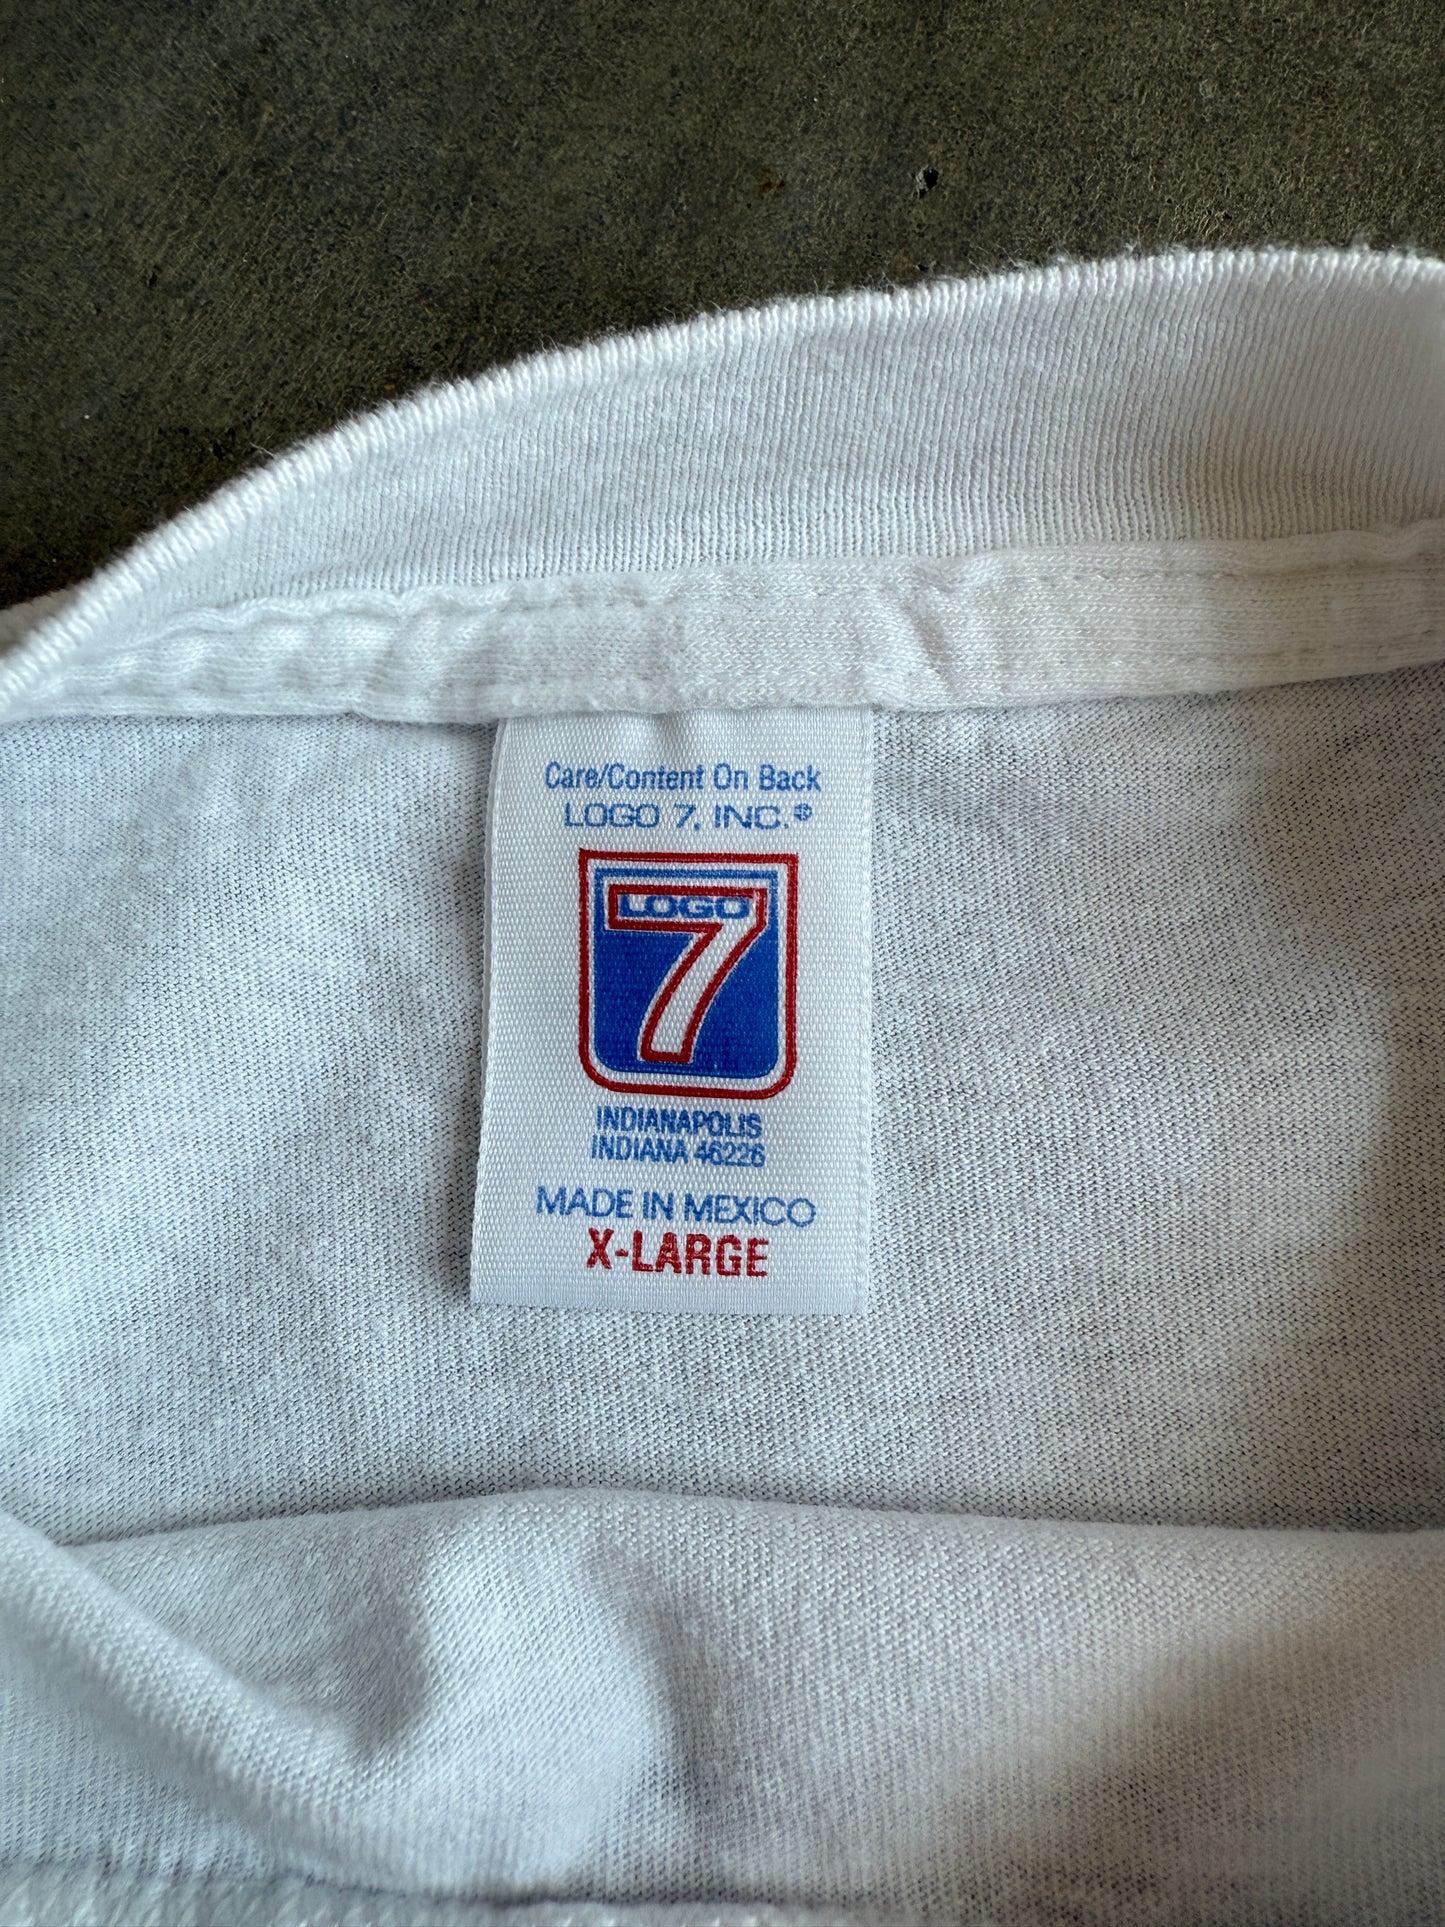 Care/Content On Back
LOGO 7, INC.®
LOGO
7
INDIANAPOLIS
INDIANA 46226
MADE IN MEXICO
X-LARGE